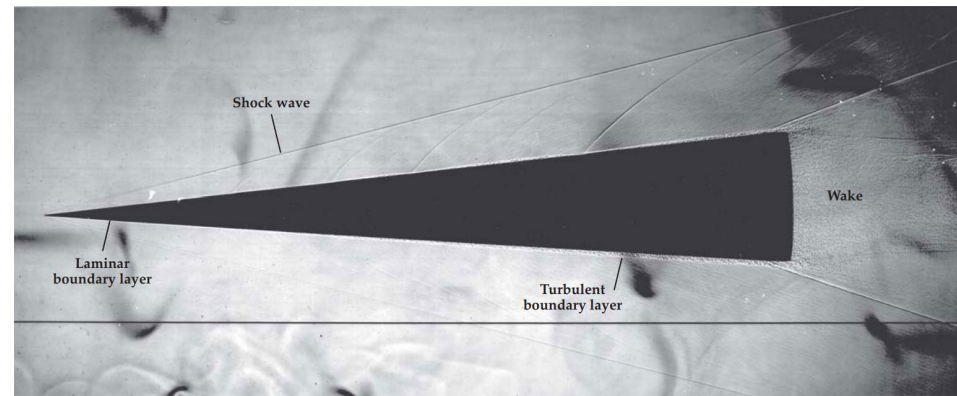 Shock wave
Wake
Laminar
boundary layer
Turbulent
boundary layer